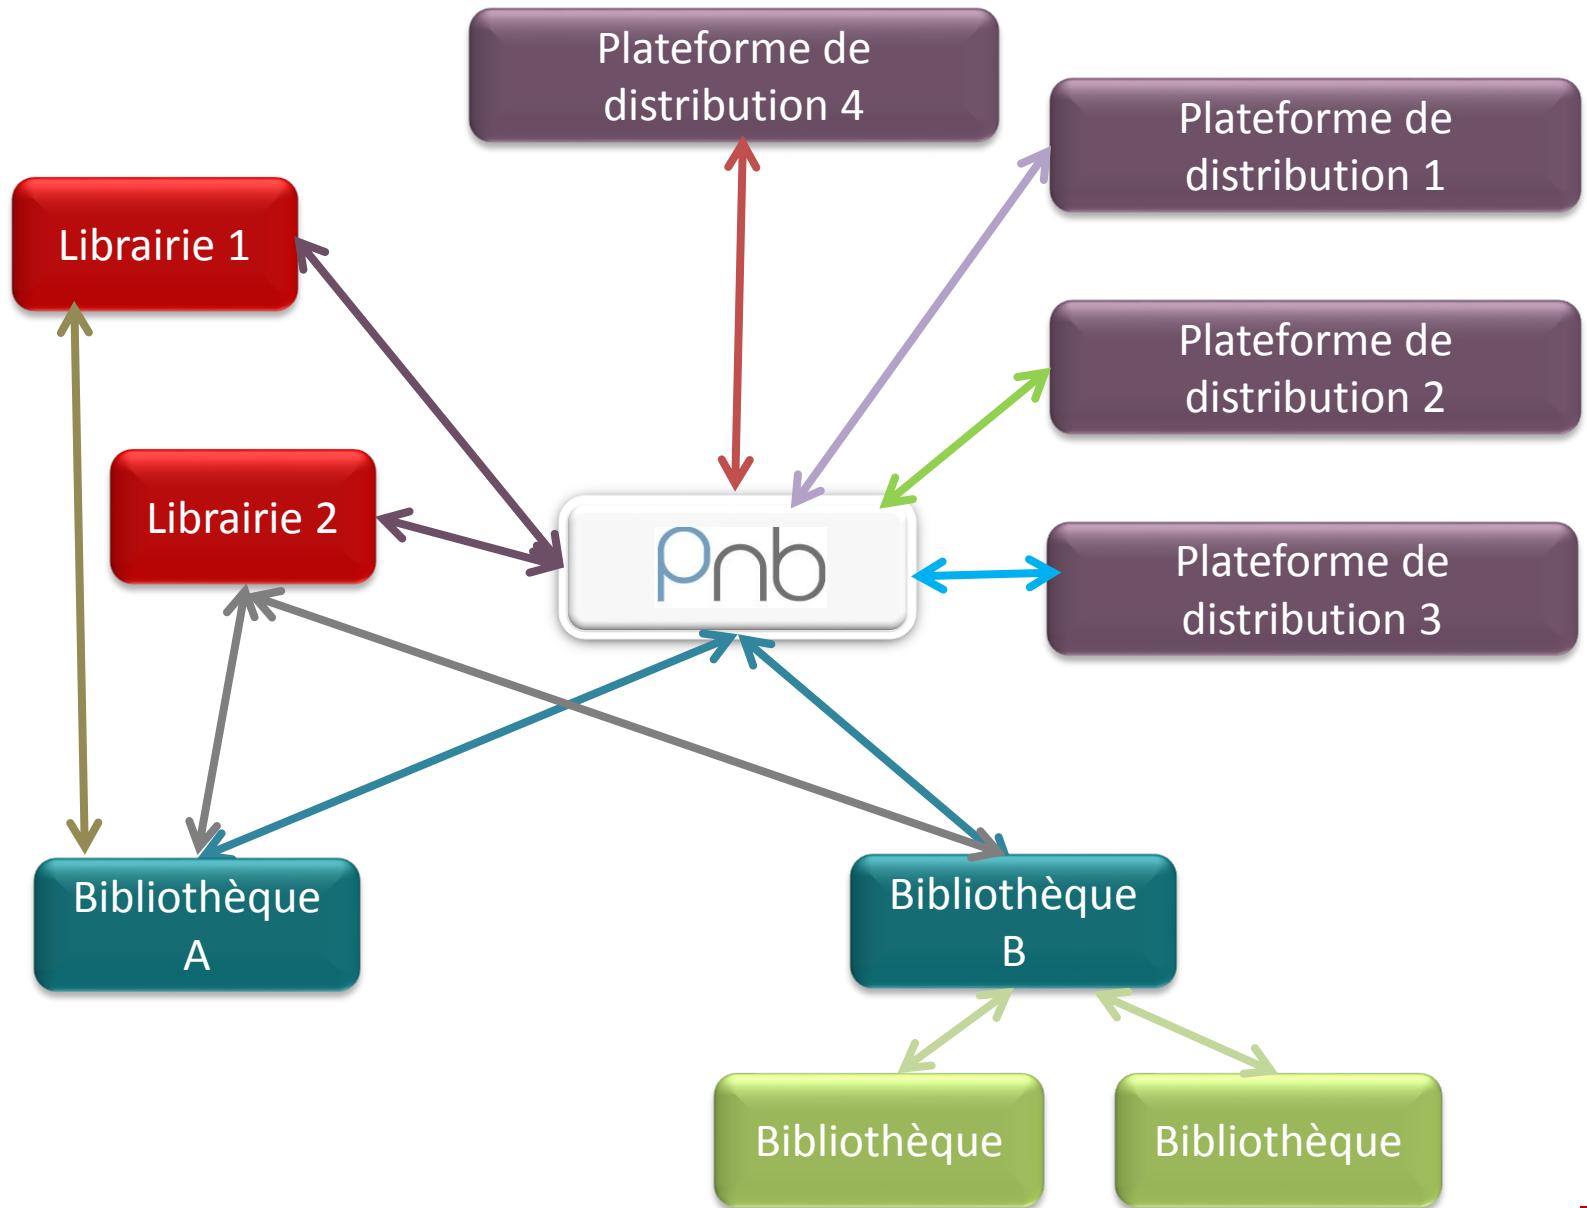 Plateforme de
distribution 4
Plateforme de
distribution 1
Librairie 1
Plateforme de
distribution 2
Librairie 2
pnb
Plateforme de
distribution 3
Bibliothèque
A
Bibliothèque
B
Bibliothèque
Bibliothèque